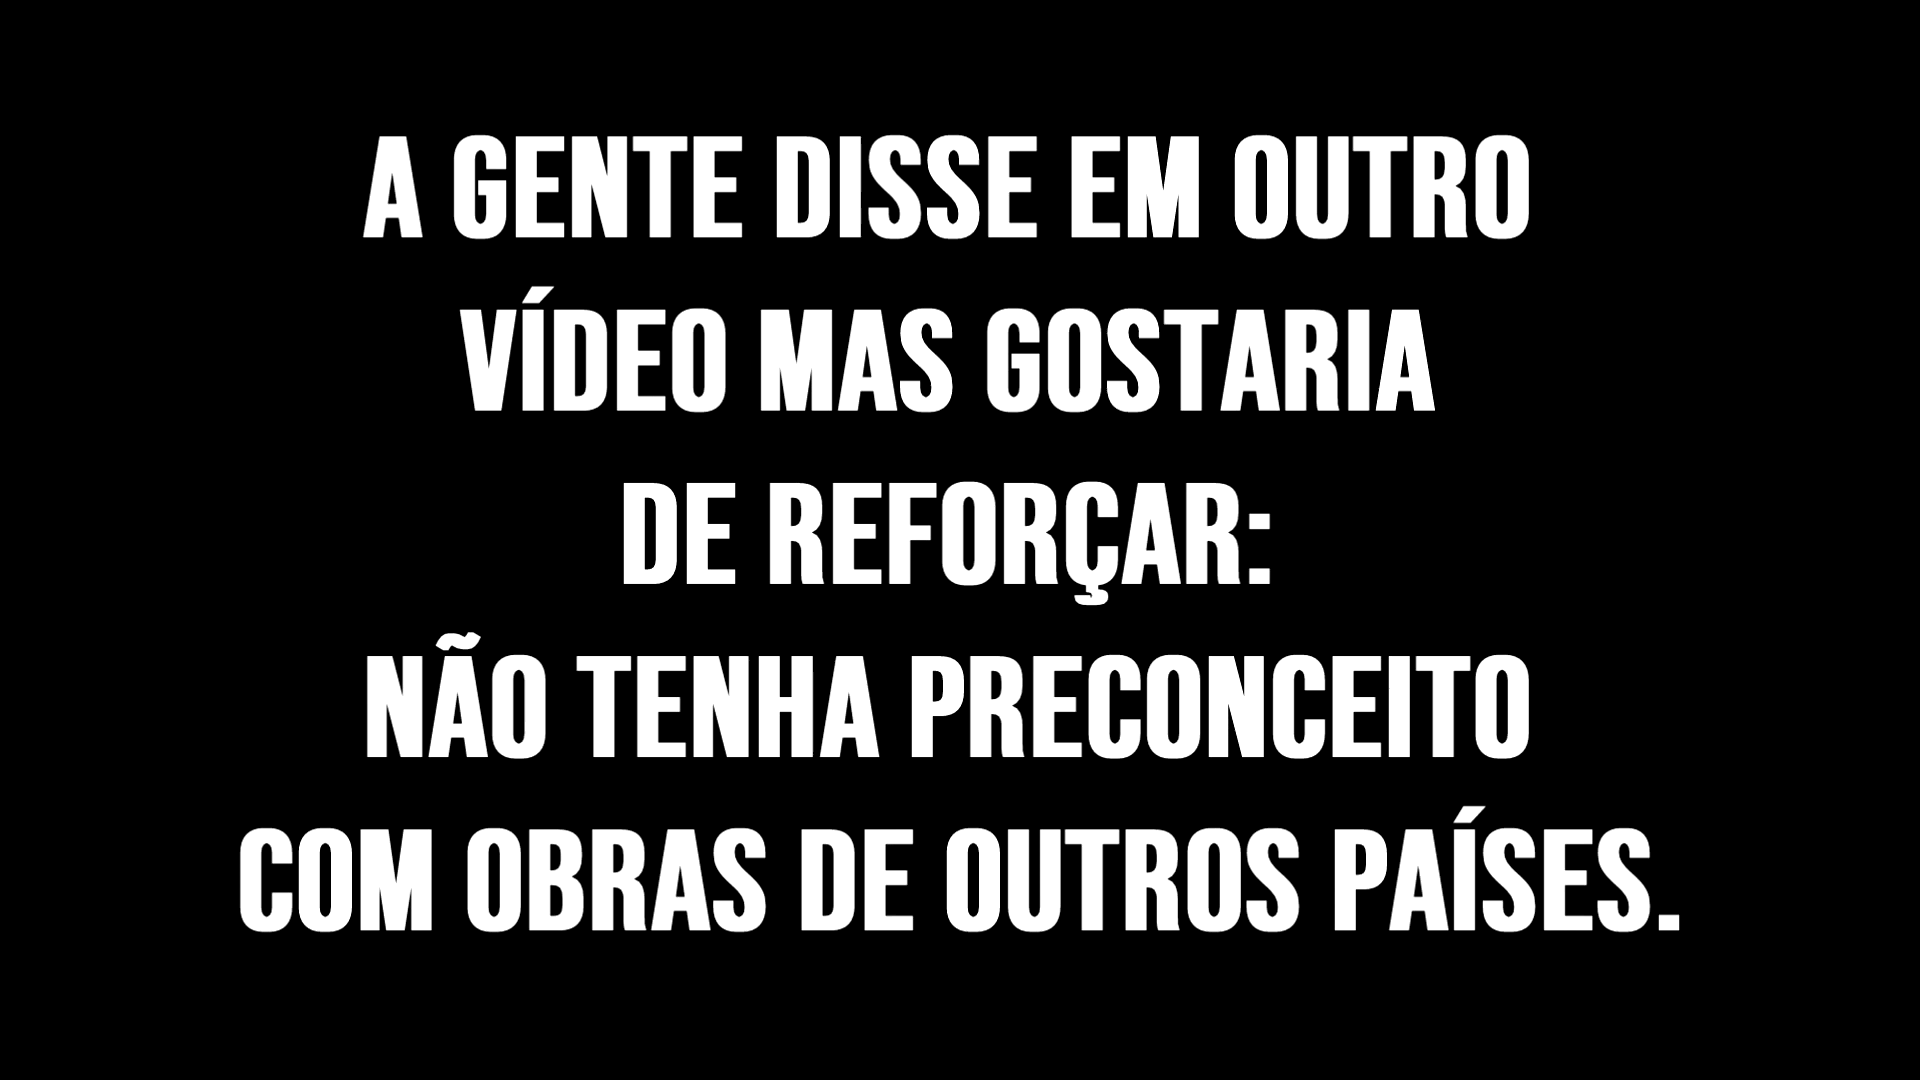 A GENTE DISSE EM OUTRO
VÍDEO MAS GOSTARIA
DE REFORÇAR:
NÃO TENHA PRECONCEITO
COM OBRAS DE OUTROS PAÍSES.